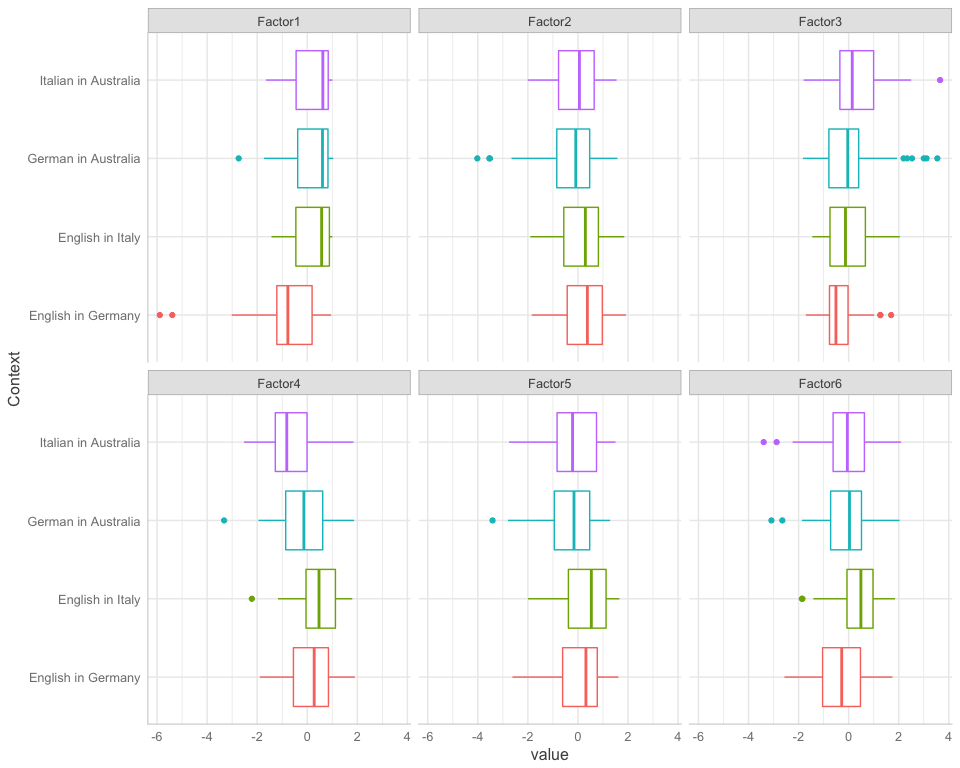 Factor1 Factor2 Factor3
Italian in Australia
German in Australia
English in Italy
English in Germany
Context
Factor4 Factor5 Factor6
Italian in Australia
German in Australia
English in Italy
English in Germany
-6 -4 -2 0 2 4 -6 -4 -2 0 2 4 -6 -4 -2 0 2 4
value